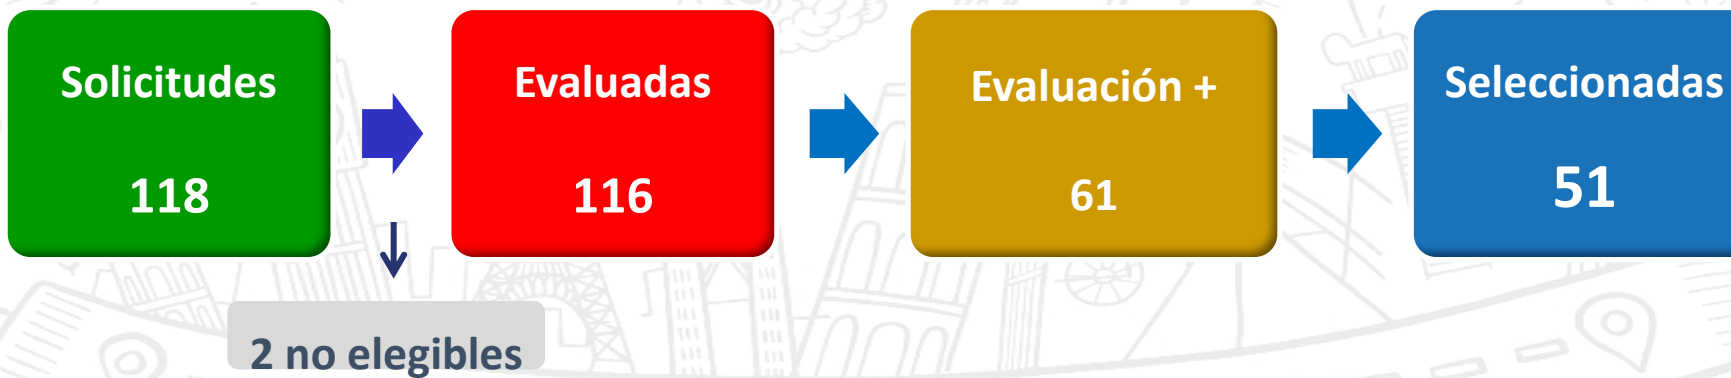 Solicitudes
118
Evaluadas
116
Evaluación +
61
Seleccionadas
51
2 no elegibles